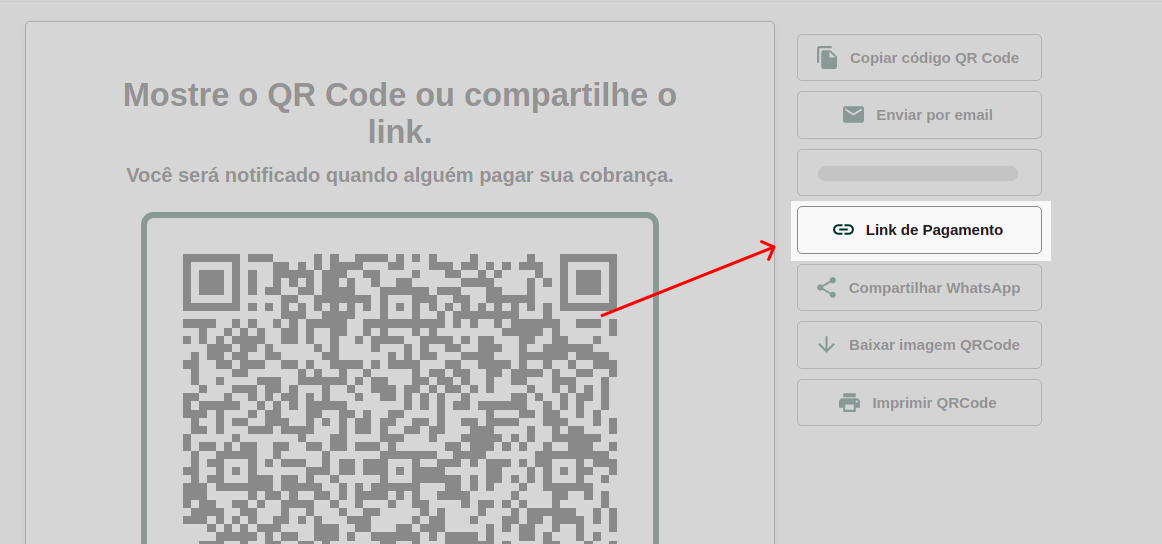 Mostre o QR Code ou compartilhe o
link.
Você será notificado quando alguém pagar sua cobrança.
Copiar código QR Code
Enviar por email
Link de Pagamento
Compartilhar WhatsApp
Baixar imagem QRCode
Imprimir QRCode